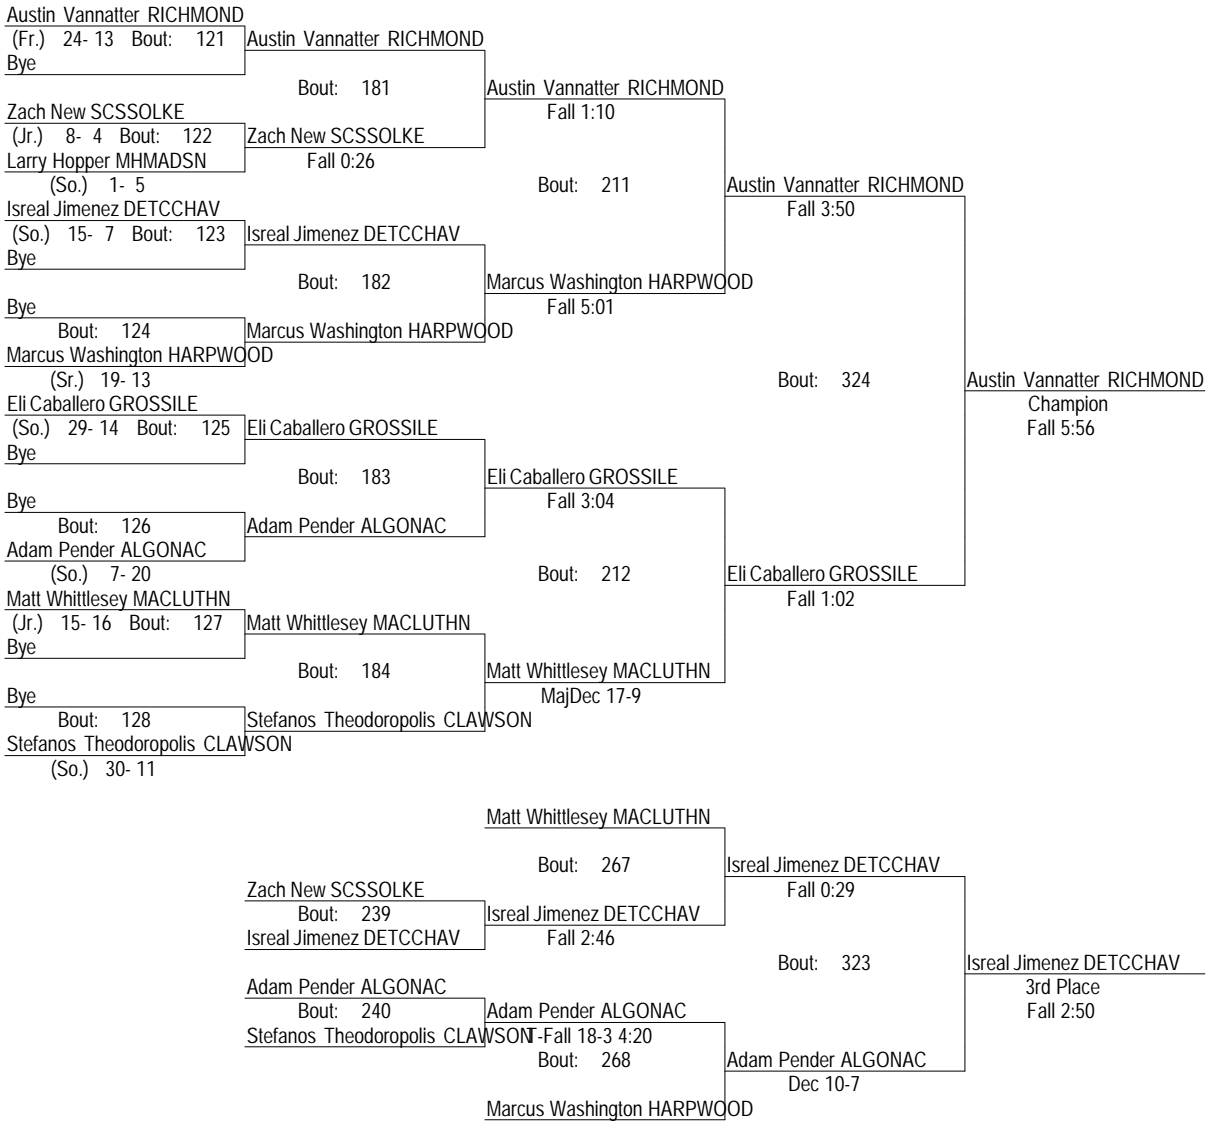 Austin Vannatter RICHMOND
(Fr.) 24- 13 Bout: 121 Austin Vannatter RICHMOND
Bye
Bout: 181 Austin Vannatter RICHMOND
Zach New SCSSOLKE Fall 1:10
(Jr.) 8- 4 Bout: 122 Zach New SCSSOLKE
Larry Hopper MHMADSN Fall 0:26
(So.) 1- 5 Bout: 211 Austin Vannatter RICHMOND
Isreal Jimenez DETCCHAV Fall 3:50
(So.) 15- 7 Bout: 123 Isreal Jimenez DETCCHAV
Bye
Bout: 182 Marcus Washington HARPWOOD
Bye Fall 5:01
Bout: 124 Marcus Washington HARPWOOD
Marcus Washington HARPWOOD
(Sr.) 19- 13 Bout: 324 Austin Vannatter RICHMOND
Eli Caballero GROSSILE Champion
(So.) 29- 14 Bout: 125 Eli Caballero GROSSILE Fall 5:56
Bye
Bout: 183 Eli Caballero GROSSILE
Bye Fall 3:04
Bout: 126 Adam Pender ALGONAC
Adam Pender ALGONAC
(So.) 7- 20 Bout: 212 Eli Caballero GROSSILE
Matt Whittlesey MACLUTHN Fall 1:02
(Jr.) 15- 16 Bout: 127 Matt Whittlesey MACLUTHN
Bye
Bout: 184 Matt Whittlesey MACLUTHN
Bye MajDec 17-9
Bout: 128 Stefanos Theodoropolis CLAWSON
Stefanos Theodoropolis CLAWSON
(So.) 30- 11
Matt Whittlesey MACLUTHN
Bout: 267 Isreal Jimenez DETCCHAV
Zach New SCSSOLKE Fall 0:29
Bout: 239 Isreal Jimenez DETCCHAV
Isreal Jimenez DETCCHAV Fall 2:46
Bout: 323 Isreal Jimenez DETCCHAV
Adam Pender ALGONAC 3rd Place
Bout: 240 Adam Pender ALGONAC Fall 2:50
Stefanos Theodoropolis CLAWSON T-Fall 18-3 4:20
Bout: 268 Adam Pender ALGONAC
Dec 10-7
Marcus Washington HARPWOOD